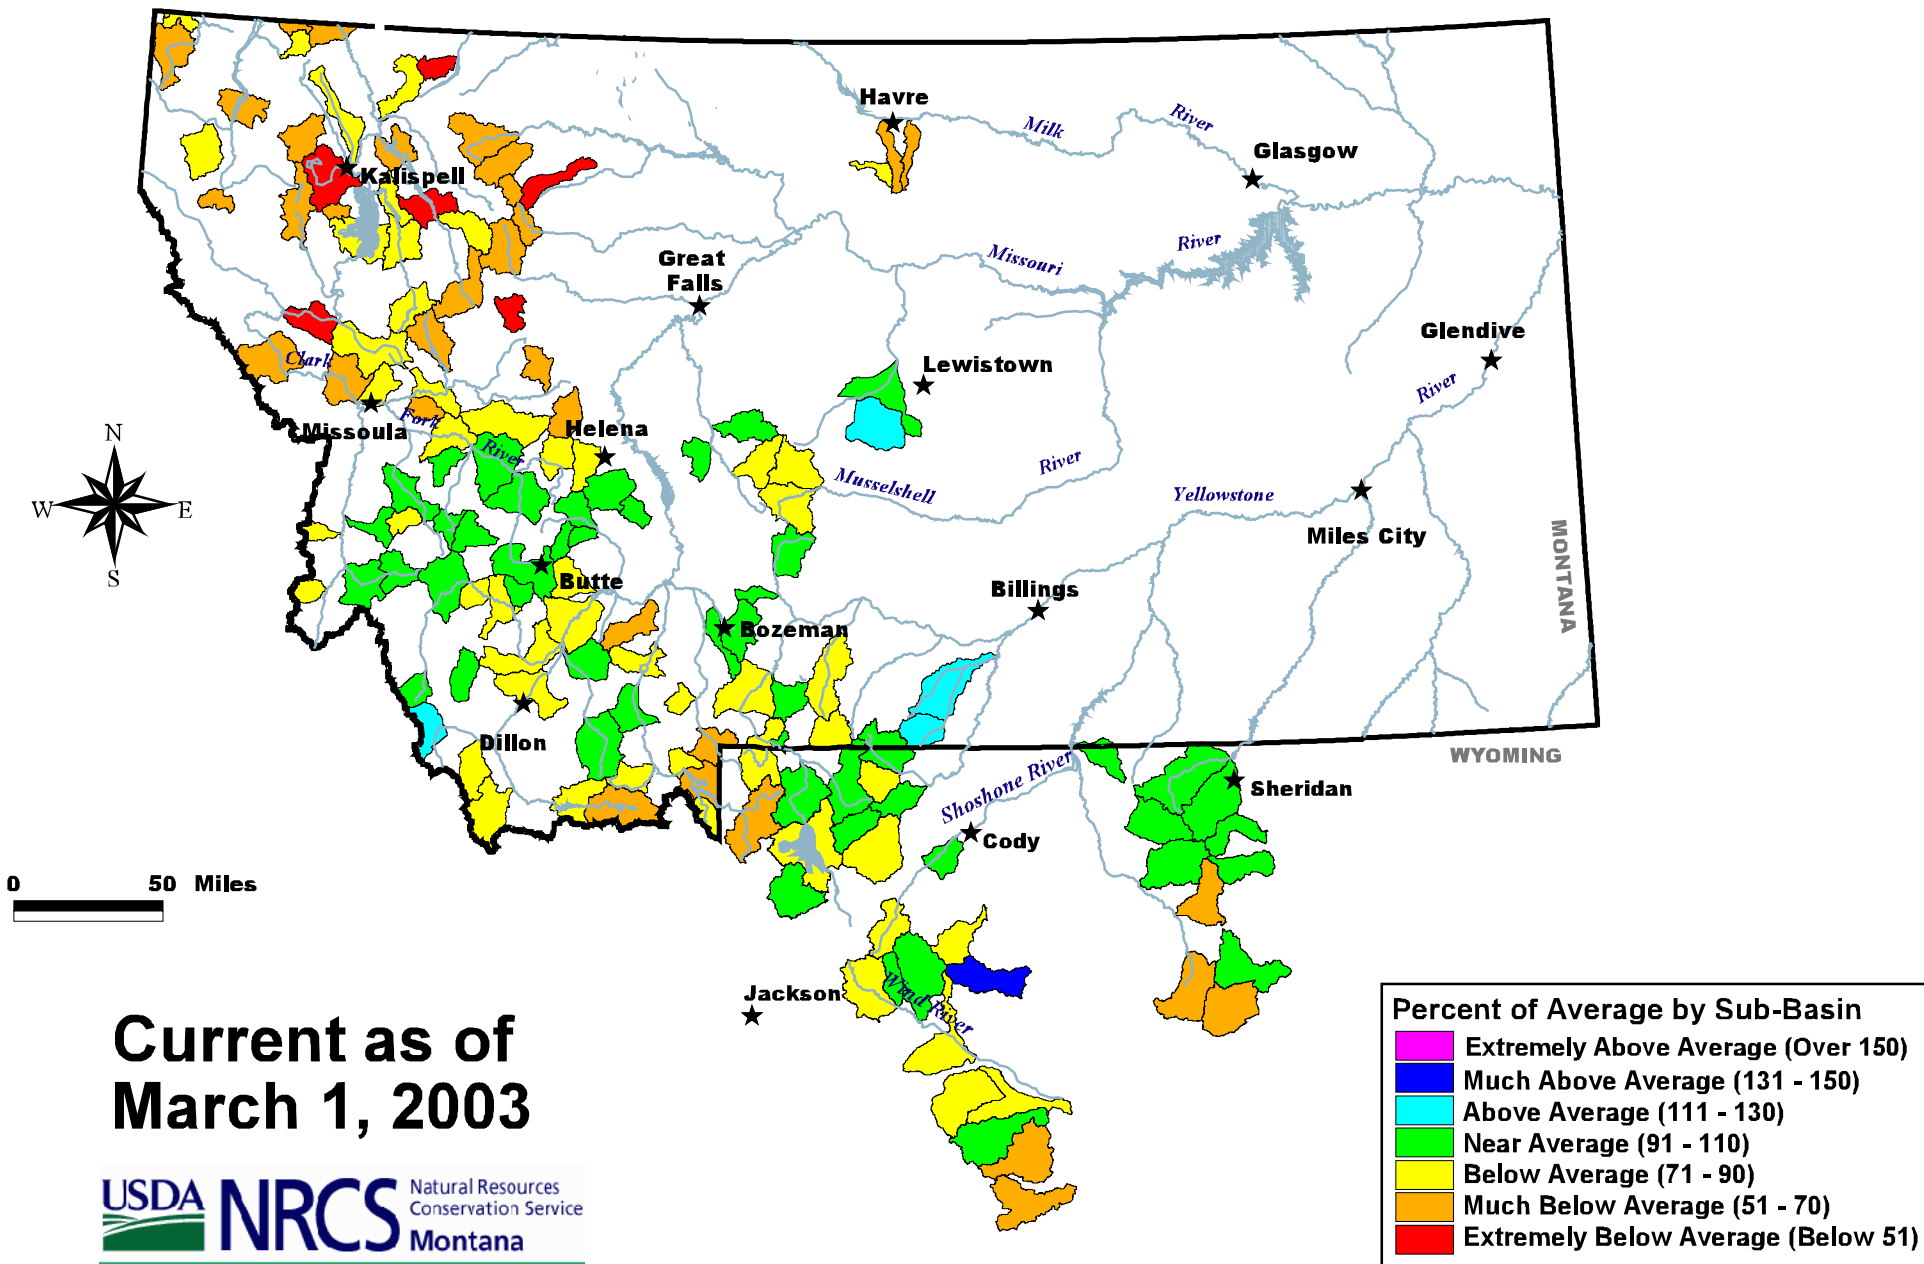 Havre
Milk
River
Glasgow
Kalispell
Great
Falls
Missouri
River
Glendive
Clark
Lewistown
River
Missoula
Fork
Helena
River
Musselshell
River
Yellowstone
Miles City
MONTANA
N
W
E
S
Butte
Billings
Bozeman
Dillon
WYOMING
Shoshone River
Sheridan
Cody
0
50 Miles
Jackson
Wind River
Current as of
March 1, 2003
USDA
NRCS
Natural Resources
Conservation Service
Montana
Percent of Average by Sub-Basin
Extremely Above Average (Over 150)
Much Above Average (131 - 150)
Above Average (111 - 130)
Near Average (91 - 110)
Below Average (71 - 90)
Much Below Average (51 - 70)
Extremely Below Average (Below 51)